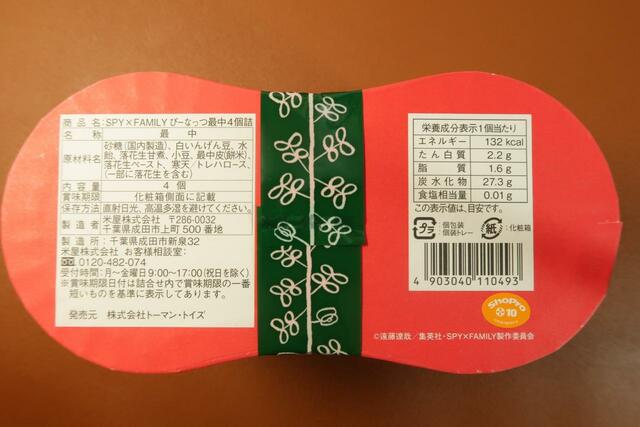 商品名 SPY×FAMILY ぴーなっつ最中4個詰
名称 最中
原材料名 砂糖(国内製造)、白いんげん豆、水
飴、落花生甘煮、小豆、最中皮(餅米)、
落花生ペースト、寒天/トレハロース、
(一部に落花生を含む)
内容量 4個
賞味期限 化粧箱側面に記載
保存方法 直射日光、高温多湿を避けてください。
製造者 米屋株式会社 〒286-0032
千葉県成田市上町500番地
製造所:千葉県成田市新泉32
米屋株式会社 お客様相談室:
0120-482-074
受付時間:月~金曜日9:00~17:00(祝日を除く)
※賞味期限日付は詰合せ内で賞味期限の一番
短いものを基準に表示してあります。
発売元 株式会社トーマン・トイズ
栄養成分表示1個当たり
エネルギー 132 kcal
たん白質 2.2 g
脂質 1.6 g
炭水化物 27.3 g
食塩相当量 0.01 g
この表示値は、目安です。
プラ :個包装 個装トレー 紙 :化粧箱
4 903040 110493
ShoPro
10
©遠藤達哉/集英社・SPY×FAMILY製作委員会